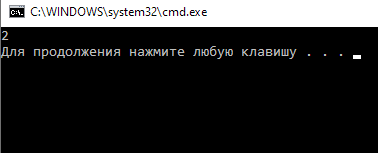 C:\WINDOWS\system32\cmd.exe
2
Для продолжения нажмите любую клавишу . . .